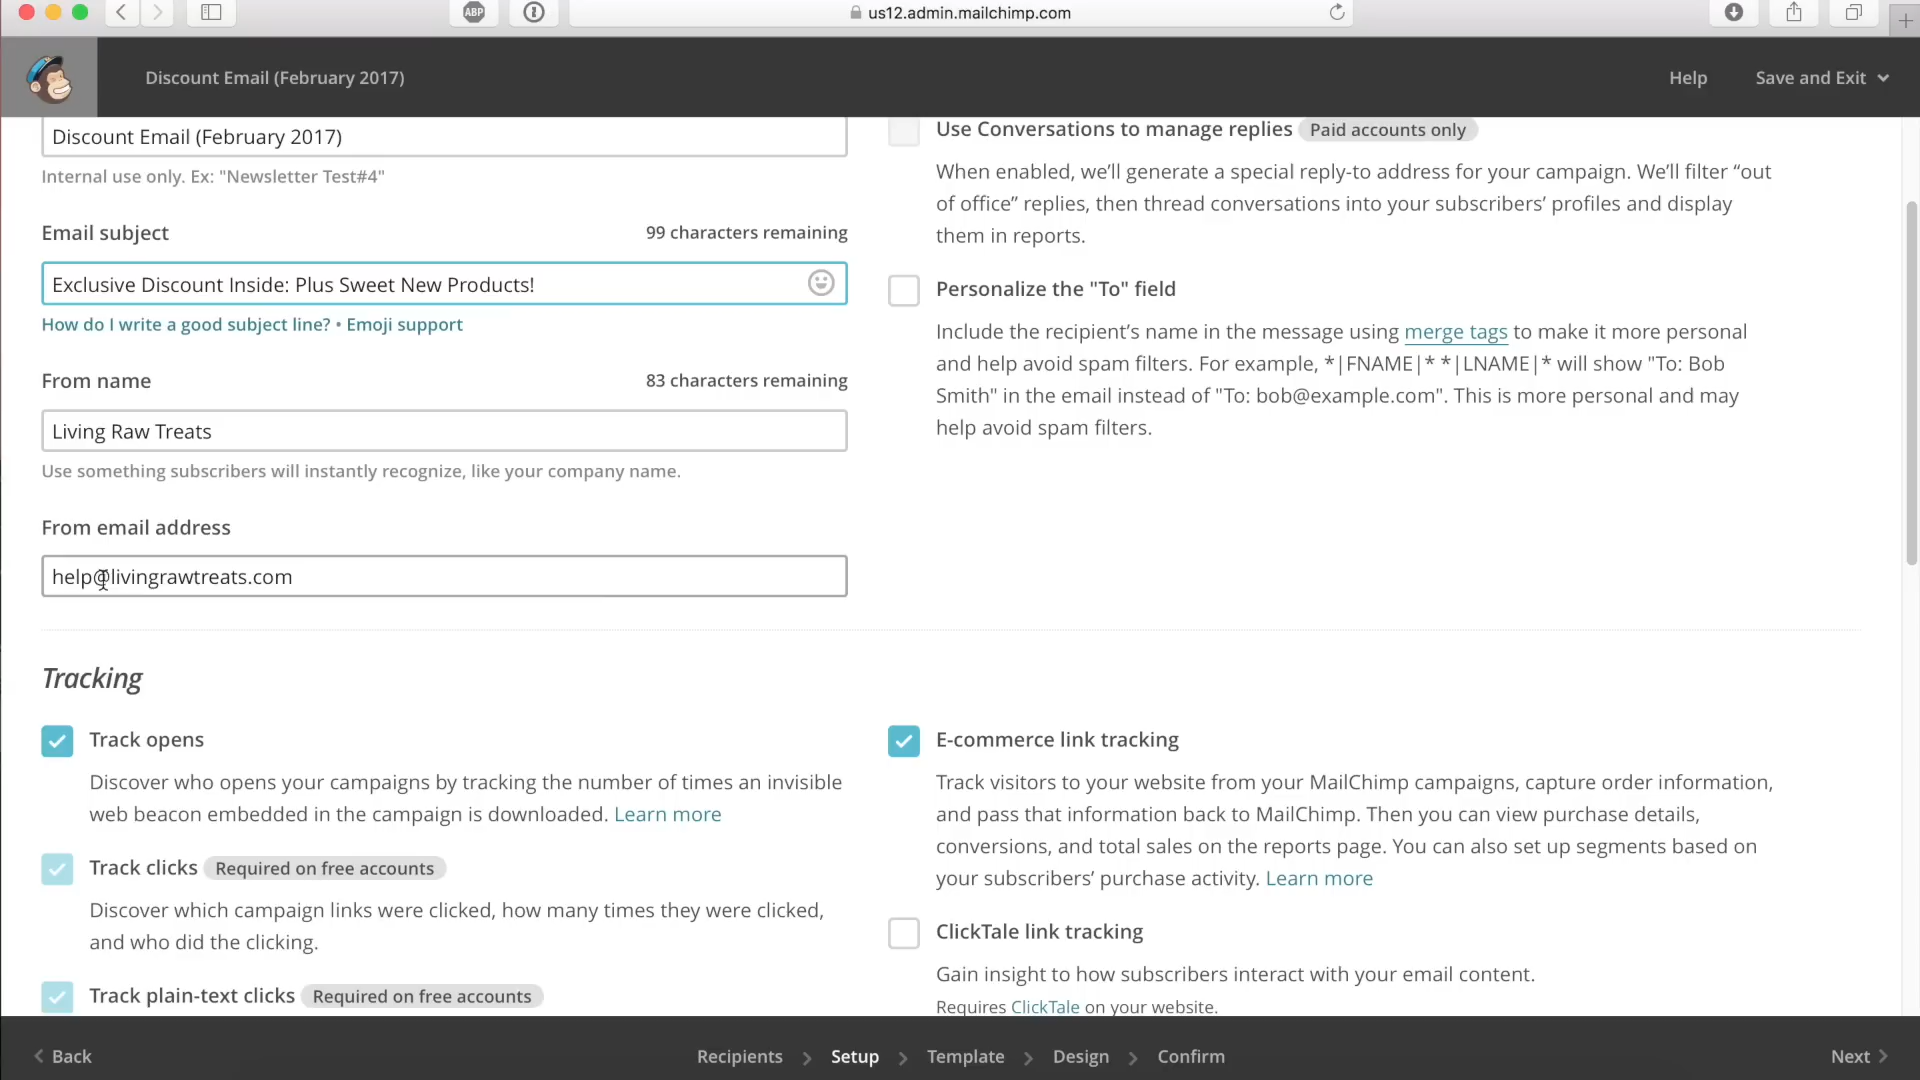 ABP
us12.admin.mailchimp.com
Discount Email (February 2017)
Help
Save and Exit
Discount Email (February 2017)
Internal use only. Ex: "Newsletter Test#4"
Email subject
99 characters remaining
Exclusive Discount Inside: Plus Sweet New Products!
How do I write a good subject line? • Emoji support
From name
83 characters remaining
Living Raw Treats
Use something subscribers will instantly recognize, like your company name.
From email address
help@livingrawtreats.com
Use Conversations to manage replies Paid accounts only
When enabled, we’ll generate a special reply-to address for your campaign. We’ll filter “out
of office” replies, then thread conversations into your subscribers’ profiles and display
them in reports.
Personalize the "To" field
Include the recipient’s name in the message using merge tags to make it more personal
and help avoid spam filters. For example, *|FNAME|* *|LNAME|* will show "To: Bob
Smith" in the email instead of "To: bob@example.com". This is more personal and may
help avoid spam filters.
Tracking
Track opens
Discover who opens your campaigns by tracking the number of times an invisible
web beacon embedded in the campaign is downloaded. Learn more
Track clicks Required on free accounts
Discover which campaign links were clicked, how many times they were clicked,
and who did the clicking.
Track plain-text clicks Required on free accounts
E-commerce link tracking
Track visitors to your website from your MailChimp campaigns, capture order information,
and pass that information back to MailChimp. Then you can view purchase details,
conversions, and total sales on the reports page. You can also set up segments based on
your subscribers’ purchase activity. Learn more
ClickTale link tracking
Gain insight to how subscribers interact with your email content.
Requires ClickTale on your website.
Back
Recipients
Setup
Template
Design
Confirm
Next